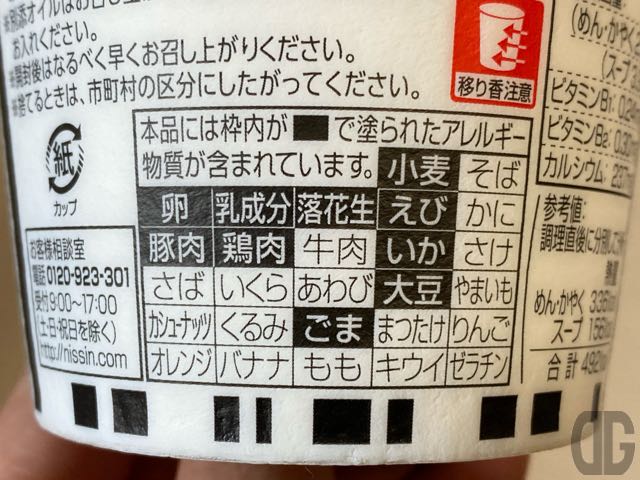 お入れください。
※開封後はなるべく早くお召し上がりください。
※捨てるときは、市町村の区分にしたがってください。
移り香注意
紙
カップ
本品には枠内が■で塗られたアレルギー
物質が含まれています。 小麦 そば
卵 乳成分 落花生 えび かに
豚肉 鶏肉 牛肉 いか さけ
さば いくら あわび 大豆 やまいも
カシューナッツ くるみ ごま まつたけ りんご
オレンジ バナナ もも キウイ ゼラチン
お客様相談室
電話0120-923-301
受付9:00〜17:00
(土・日・祝日を除く)
http://nissin.com
(めん・かやく
(スープ
ビタミンB1:
ビタミンB2:
カルシウム:
参考値:
調理直後に分別し
めん・かやく
スープ
合計
DG